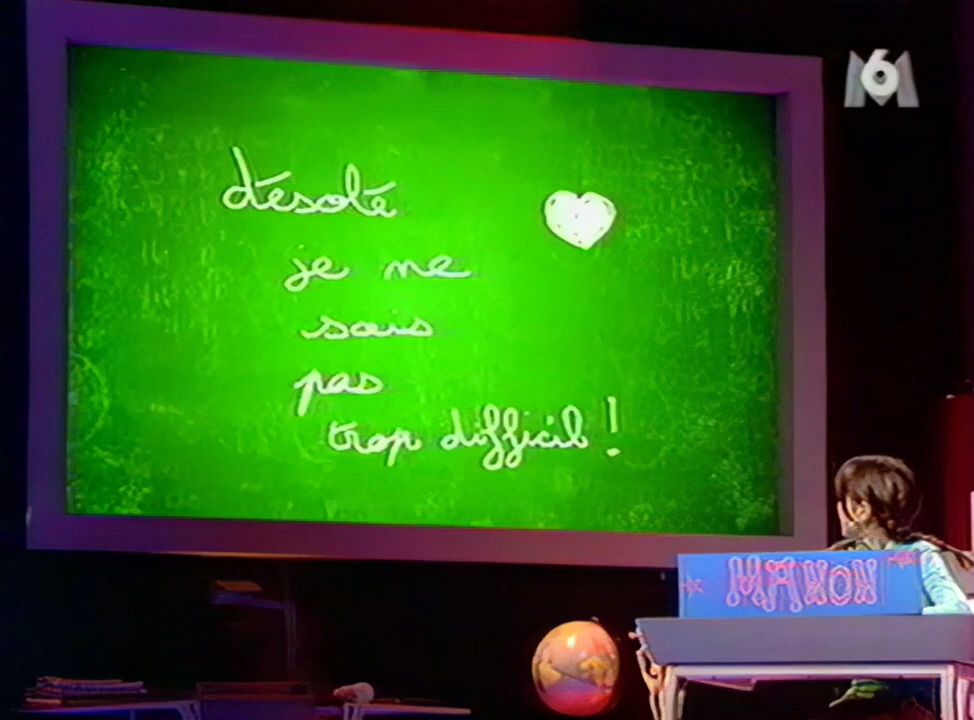 M6
désolé
je ne
sais
pas
trop difficil !
MANON